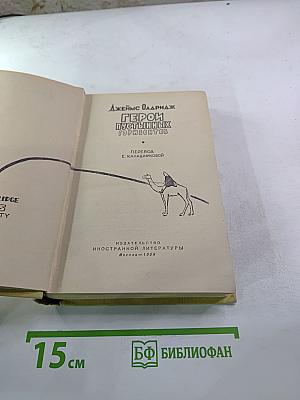 Джеймс Олдридж
ГЕРОИ
ПУСТЫННЫХ
ГОРИЗОНТОВ
ПЕРЕВОД
Е. КАЛАШНИКОВОЙ
ИЗДАТЕЛЬСТВО
ИНОСТРАННОЙ ЛИТЕРАТУРЫ
Москва 1958
15 см
БФ БИБЛИОФАН